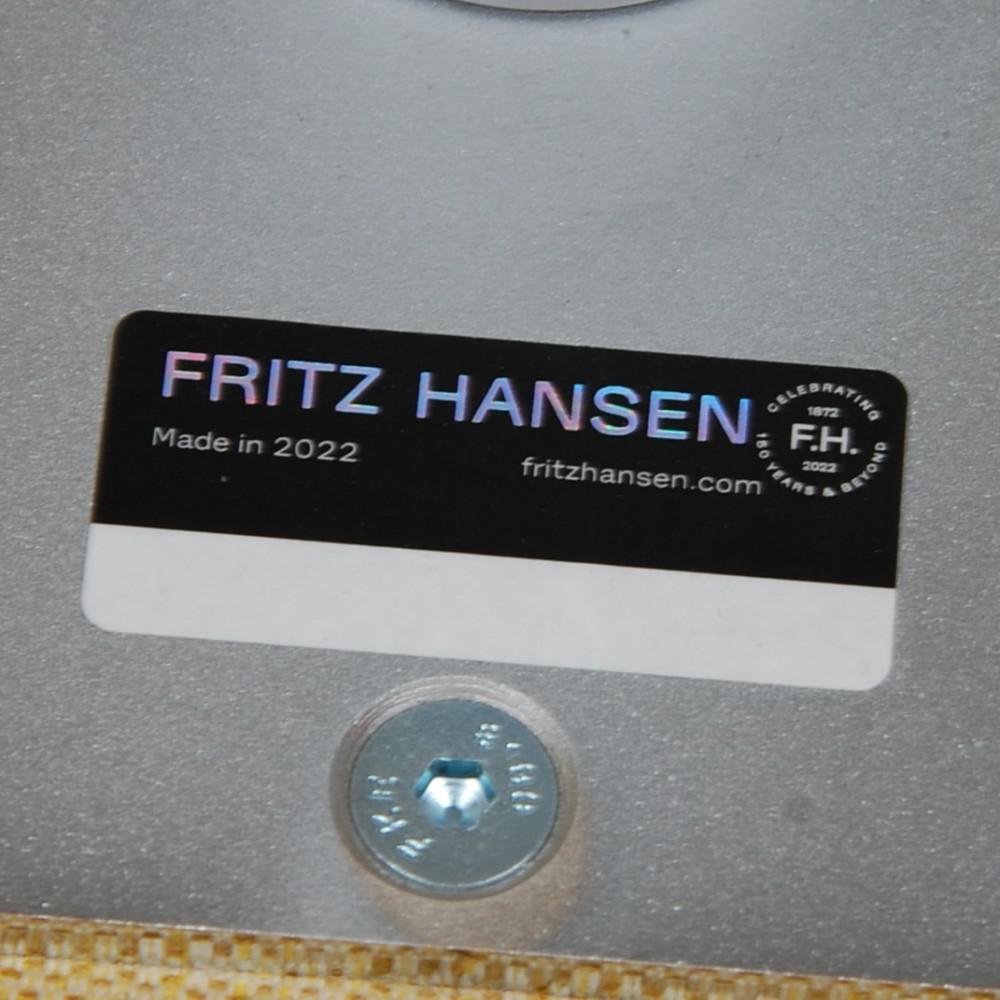 FRITZ HANSEN
Made in 2022
fritzhansen.com
CELEBRATING
1872
F.H.
2022
150 YEARS & BEYOND